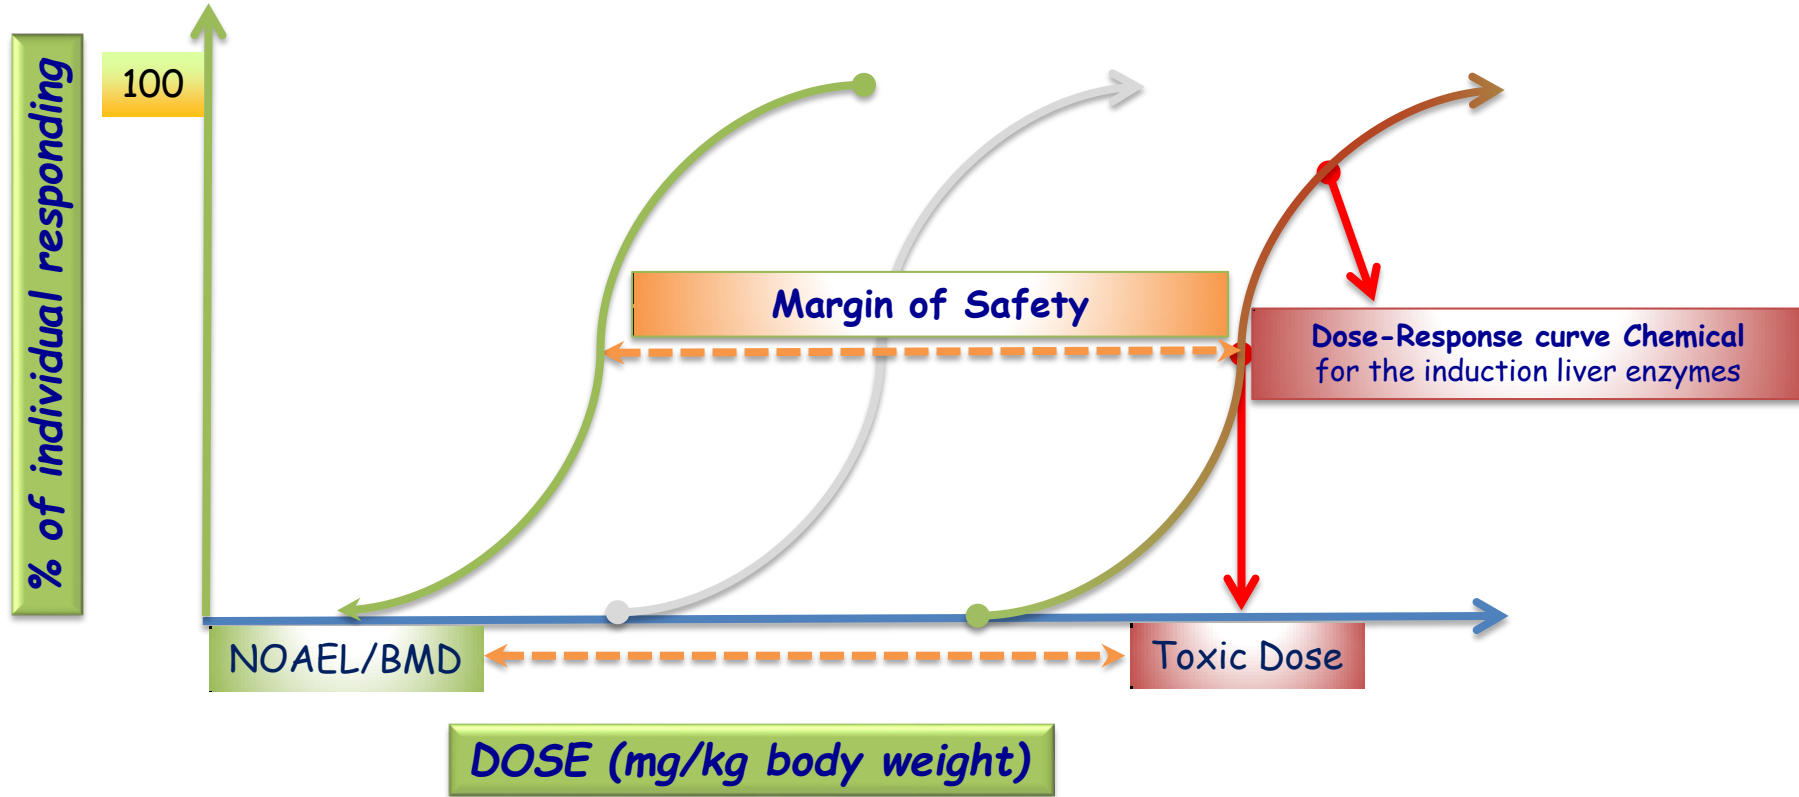 % of individual responding
100
Margin of Safety
Dose-Response curve Chemical
for the induction liver enzymes
NOAEL/BMD
Toxic Dose
DOSE (mg/kg body weight)